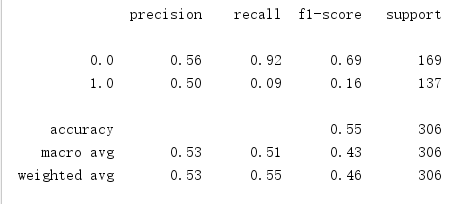 precision recall f1-score support
0.0 0.56 0.92 0.69 169
1.0 0.50 0.09 0.16 137
accuracy 0.55 306
macro avg 0.53 0.51 0.43 306
weighted avg 0.53 0.55 0.46 306